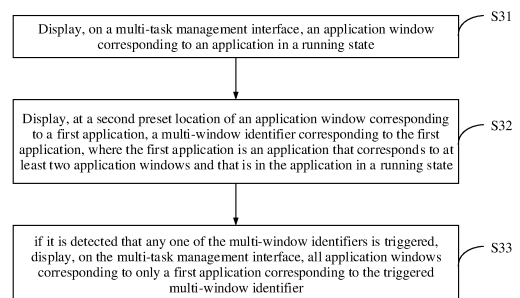 Display, on a multi-task management interface, an application window
corresponding to an application in a running state
S31
Display, at a second preset location of an application window corresponding
to a first application, a multi-window identifier corresponding to the first
application, where the first application is an application that corresponds to at
least two application windows and that is in the application in a running state
S32
if it is detected that any one of the multi-window identifiers is triggered,
display, on the multi-task management interface, all application windows
corresponding to only a first application corresponding to the triggered
multi-window identifier
S33